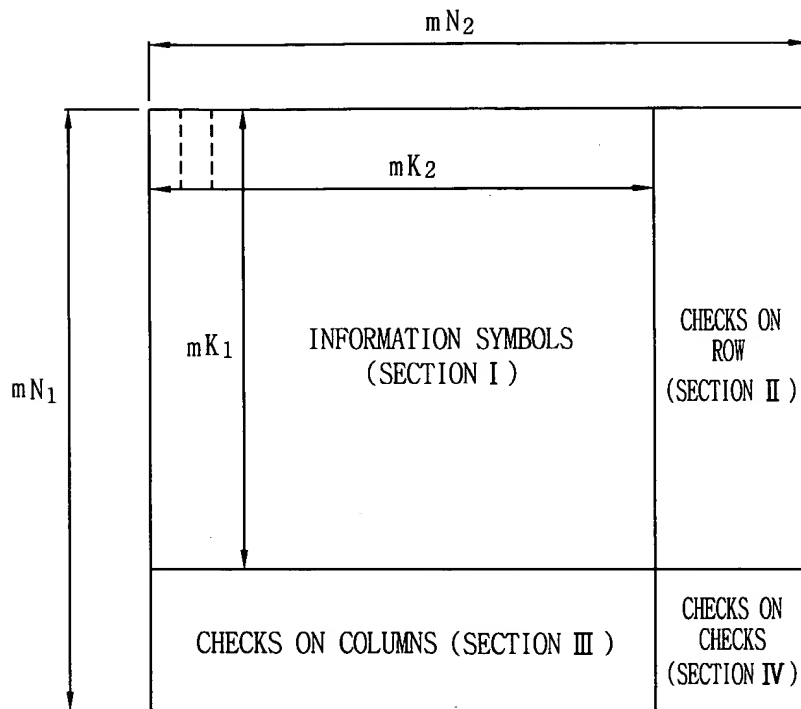 mN₂
mK₂
mK₁
INFORMATION SYMBOLS
(SECTION Ⅰ)
CHECKS ON
ROW
(SECTION Ⅱ)
mN₁
CHECKS ON COLUMNS (SECTION Ⅲ)
CHECKS ON
CHECKS
(SECTION Ⅳ)